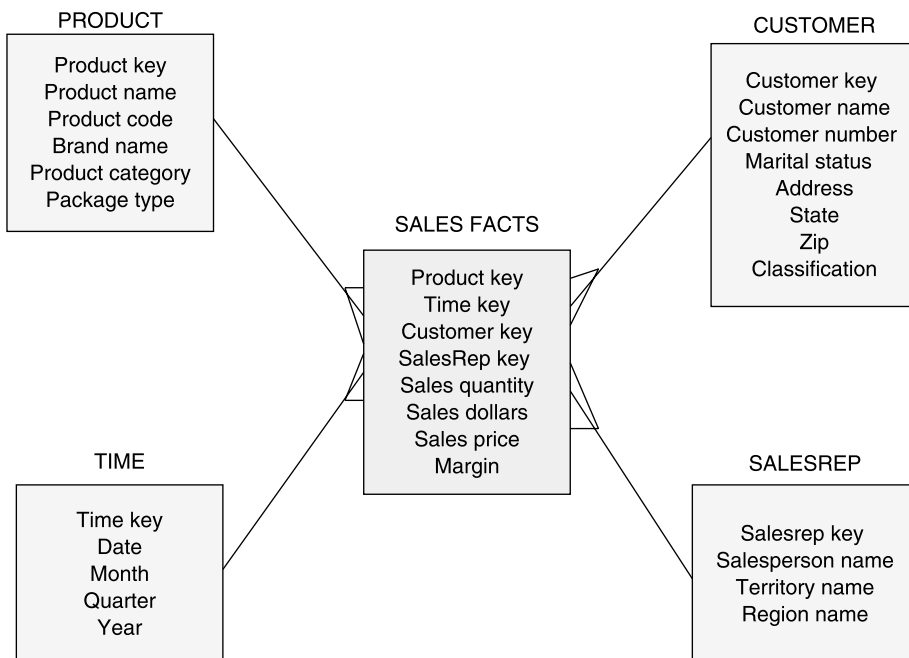 PRODUCT
Product key
Product name
Product code
Brand name
Product category
Package type
CUSTOMER
Customer key
Customer name
Customer number
Marital status
Address
State
Zip
Classification
SALES FACTS
Product key
Time key
Customer key
SalesRep key
Sales quantity
Sales dollars
Sales price
Margin
TIME
Time key
Date
Month
Quarter
Year
SALESREP
Salesrep key
Salesperson name
Territory name
Region name